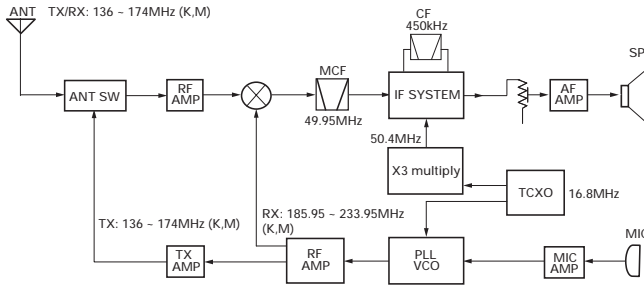 ANT TX/RX: 136 ~ 174MHz (K,M)
CF
450kHz
SP
MCF
ANT SW
RF
AMP
IF SYSTEM
AF
AMP
49.95MHz
50.4MHz
X3 multiply
TCXO
16.8MHz
RX: 185.95 ~ 233.95MHz
(K,M)
TX: 136 ~ 174MHz (K,M)
MIC
TX
AMP
RF
AMP
PLL
VCO
MIC
AMP